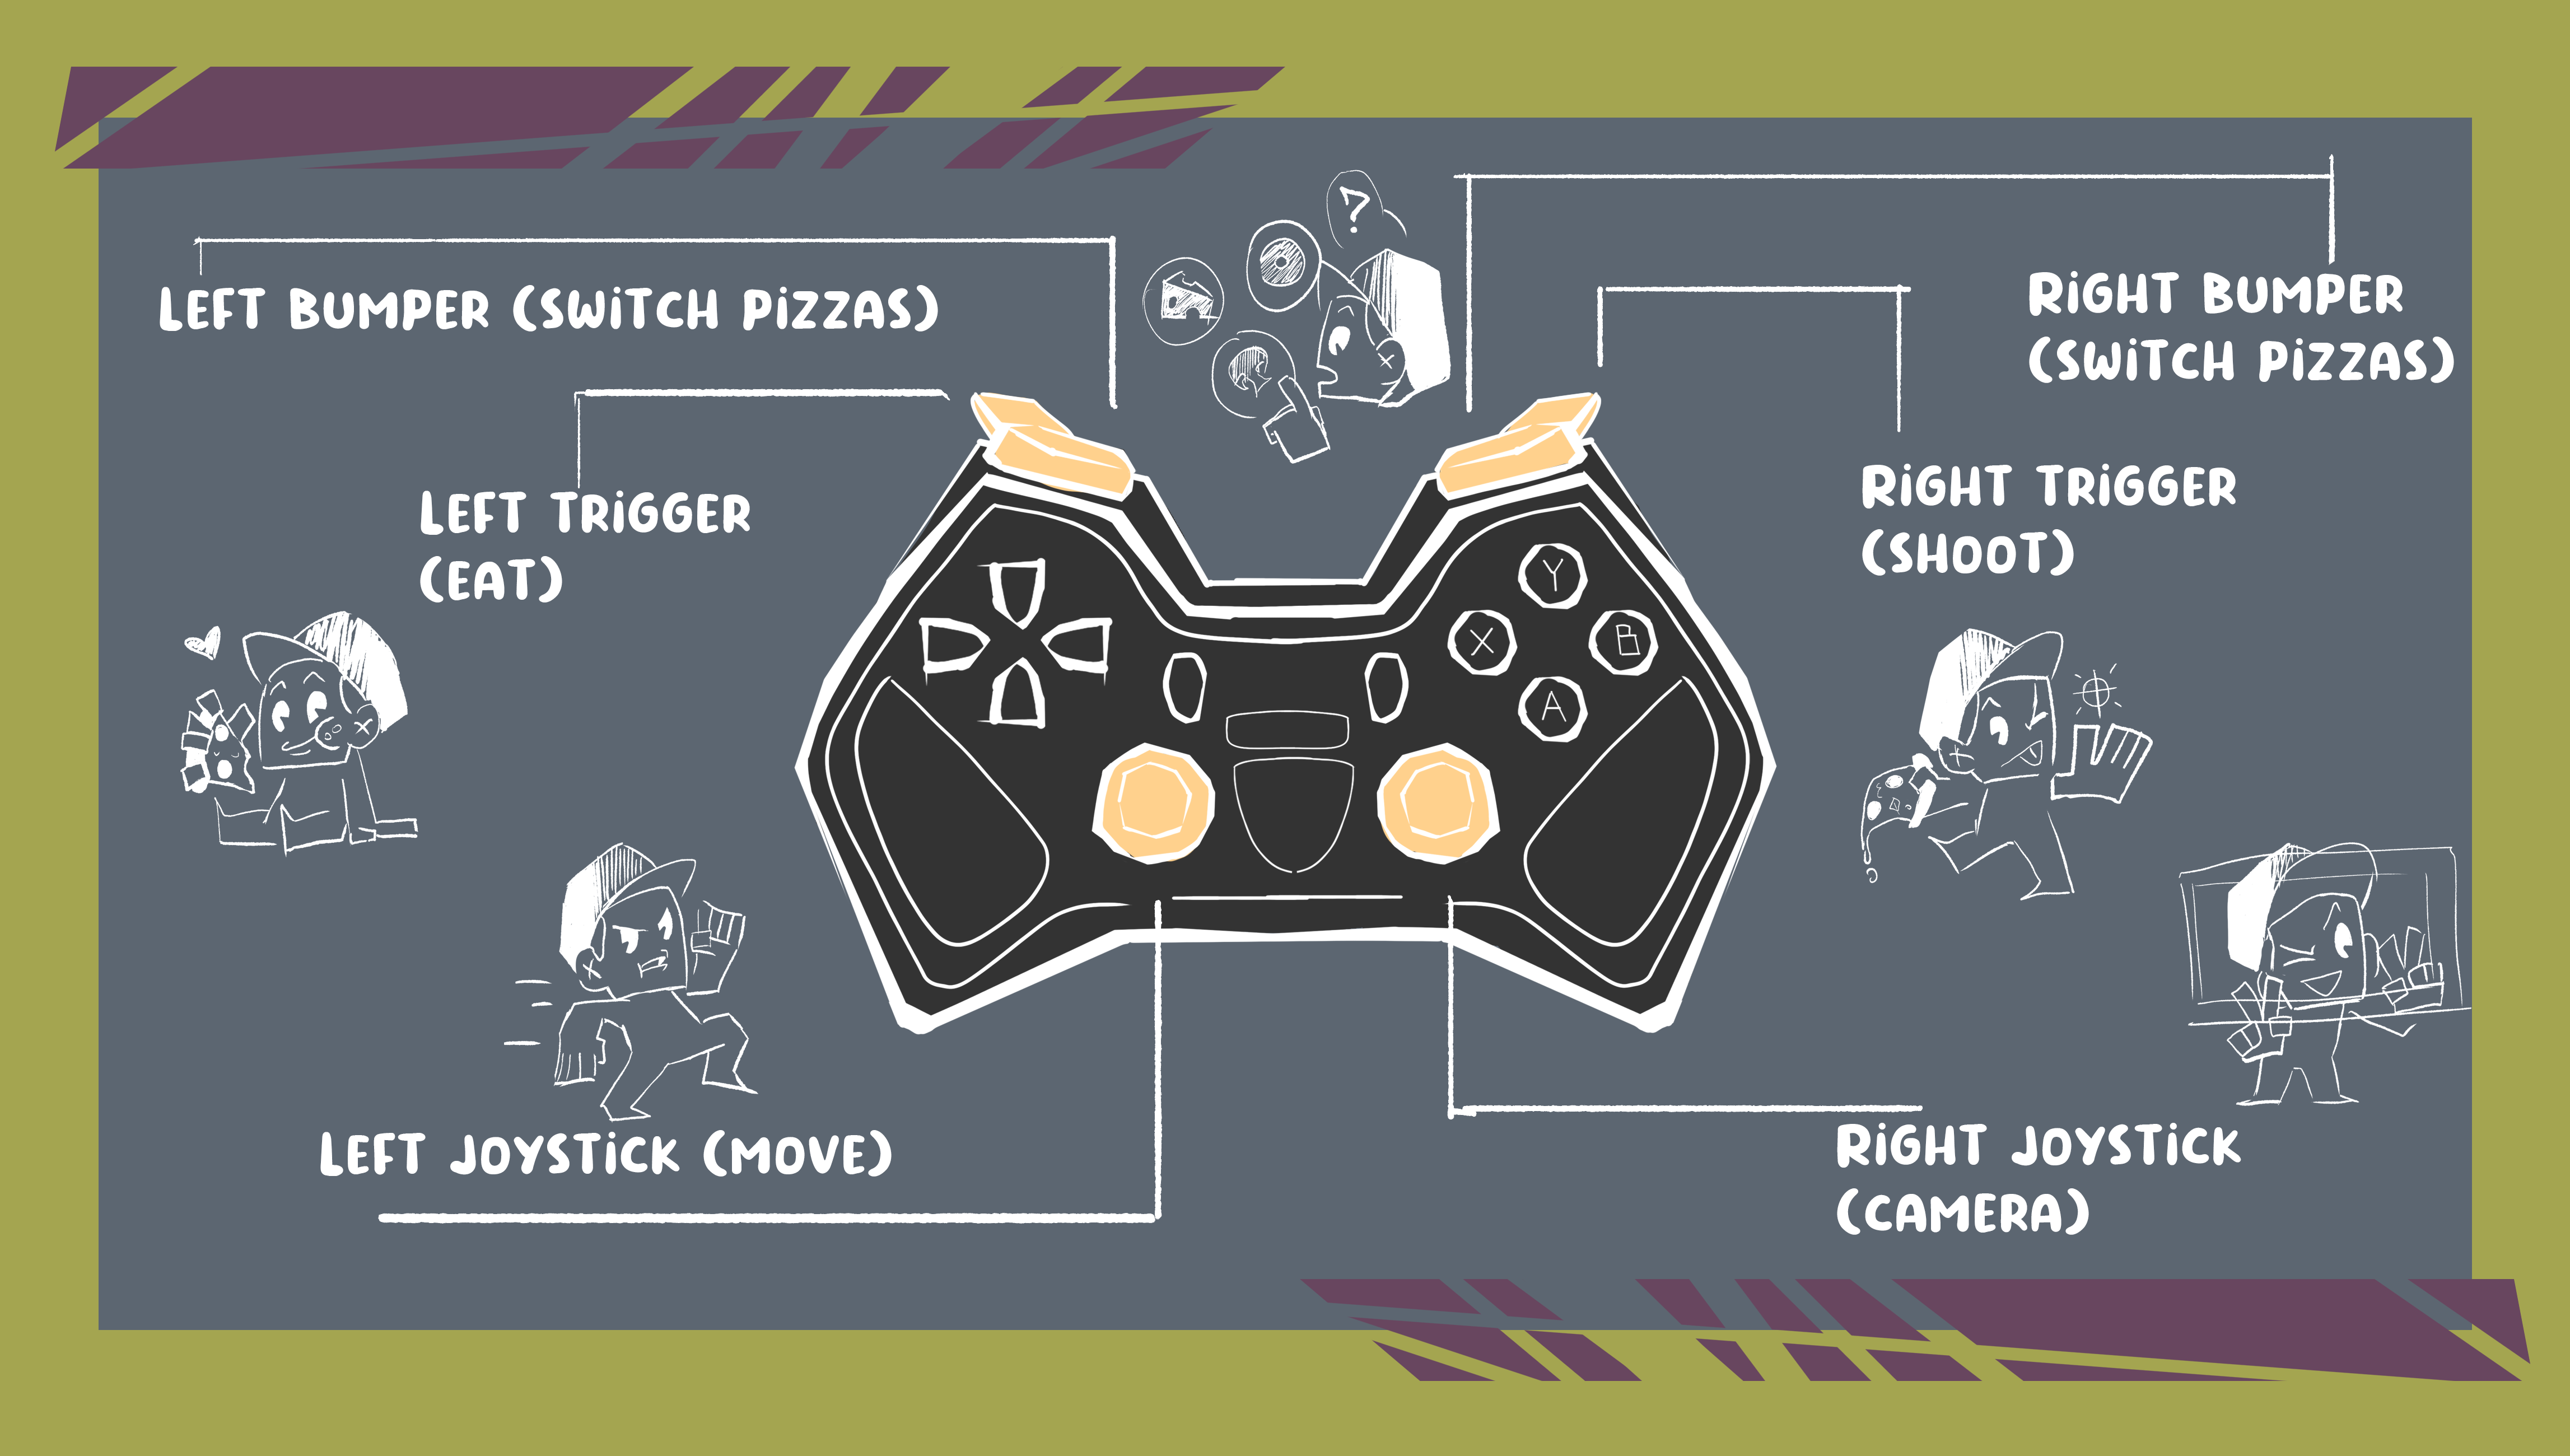 ?
LEFT BUMPER (SWITCH PIZZAS)
RIGHT BUMPER
(SWITCH PIZZAS)
LEFT TRIGGER
(EAT)
RIGHT TRIGGER
(SHOOT)
Y
X
B
A
LEFT JOYSTICK (MOVE)
RIGHT JOYSTICK
(CAMERA)